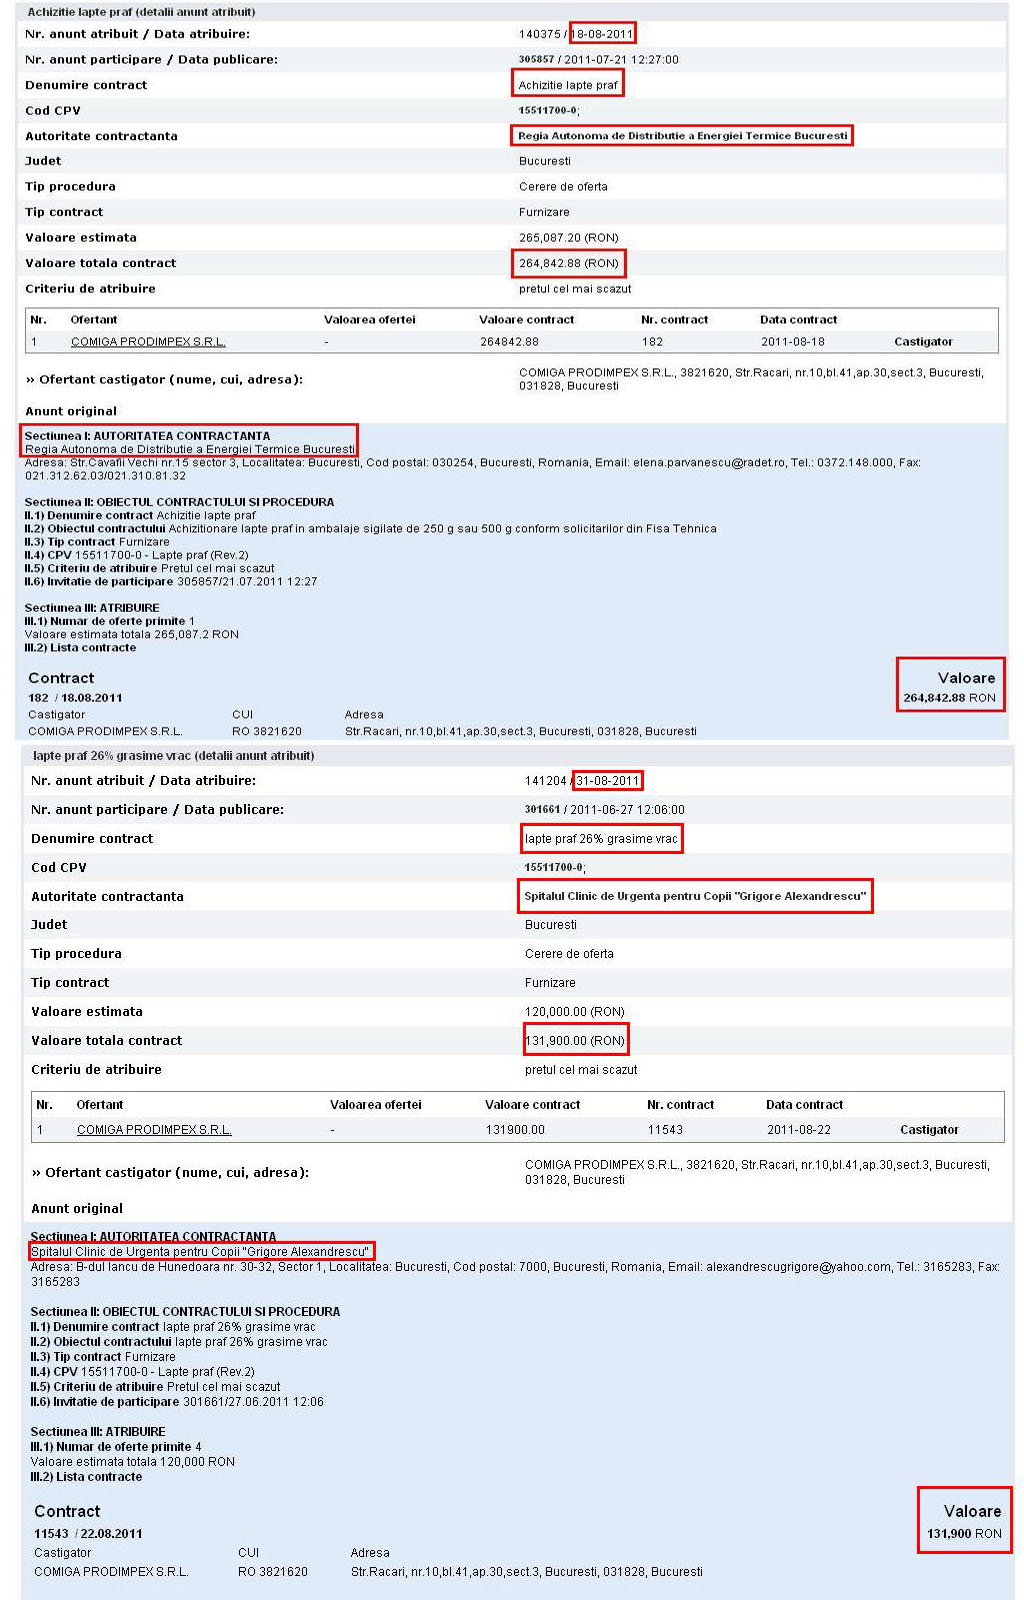 Achizitie lapte praf (detalii anunt atribuit)
Nr. anunt atribuit / Data atribuire: 140375 / 18-08-2011
Nr. anunt participare / Data publicare: 305857 / 2011-07-21 12:27:00
Denumire contract Achizitie lapte praf
Cod CPV 15511700-0;
Autoritate contractanta Regia Autonoma de Distributie a Energiei Termice Bucuresti
Judet Bucuresti
Tip procedura Cerere de oferta
Tip contract Furnizare
Valoare estimata 265,087.20 (RON)
Valoare totala contract 264,842.88 (RON)
Criteriu de atribuire pretul cel mai scazut
Nr. Ofertant Valoarea ofertei Valoare contract Nr. contract Data contract
1 COMIGA PRODIMPEX S.R.L. - 264842.88 182 2011-08-18 Castigator
» Ofertant castigator (nume, cui, adresa): COMIGA PRODIMPEX S.R.L., 3821620, Str.Racari, nr.10,bl.41,ap.30,sect.3, Bucuresti,
031828, Bucuresti
Anunt original
Sectiunea I: AUTORITATEA CONTRACTANTA
Regia Autonoma de Distributie a Energiei Termice Bucuresti
Adresa: Str.Cavafii Vechi nr.15 sector 3, Localitatea: Bucuresti, Cod postal: 030254, Bucuresti, Romania, Email: elena.parvanescu@radet.ro, Tel.: 0372.148.000, Fax:
021.312.62.03/021.310.81.32
Sectiunea II: OBIECTUL CONTRACTULUI SI PROCEDURA
II.1) Denumire contract Achizitie lapte praf
II.2) Obiectul contractului Achizitionare lapte praf in ambalaje sigilate de 250 g sau 500 g conform solicitarilor din Fisa Tehnica
II.3) Tip contract Furnizare
II.4) CPV 15511700-0 - Lapte praf (Rev.2)
II.5) Criteriu de atribuire Pretul cel mai scazut
II.6) Invitatie de participare 305857/21.07.2011 12:27
Sectiunea III: ATRIBUIRE
III.1) Numar de oferte primite 1
Valoare estimata totala 265,087.2 RON
III.2) Lista contracte
Contract Valoare
182 / 18.08.2011 264,842.88 RON
Castigator CUI Adresa
COMIGA PRODIMPEX S.R.L. RO 3821620 Str.Racari, nr.10,bl.41,ap.30,sect.3, Bucuresti, 031828, Bucuresti
lapte praf 26% grasime vrac (detalii anunt atribuit)
Nr. anunt atribuit / Data atribuire: 141204 / 31-08-2011
Nr. anunt participare / Data publicare: 301661 / 2011-06-27 12:06:00
Denumire contract lapte praf 26% grasime vrac
Cod CPV 15511700-0;
Autoritate contractanta Spitalul Clinic de Urgenta pentru Copii "Grigore Alexandrescu"
Judet Bucuresti
Tip procedura Cerere de oferta
Tip contract Furnizare
Valoare estimata 120,000.00 (RON)
Valoare totala contract 131,900.00 (RON)
Criteriu de atribuire pretul cel mai scazut
Nr. Ofertant Valoarea ofertei Valoare contract Nr. contract Data contract
1 COMIGA PRODIMPEX S.R.L. - 131900.00 11543 2011-08-22 Castigator
» Ofertant castigator (nume, cui, adresa): COMIGA PRODIMPEX S.R.L., 3821620, Str.Racari, nr.10,bl.41,ap.30,sect.3, Bucuresti,
031828, Bucuresti
Anunt original
Sectiunea I: AUTORITATEA CONTRACTANTA
Spitalul Clinic de Urgenta pentru Copii "Grigore Alexandrescu"
Adresa: B-dul Iancu de Hunedoara nr. 30-32, Sector 1, Localitatea: Bucuresti, Cod postal: 7000, Bucuresti, Romania, Email: alexandrescugrigore@yahoo.com, Tel.: 3165283, Fax:
3165283
Sectiunea II: OBIECTUL CONTRACTULUI SI PROCEDURA
II.1) Denumire contract lapte praf 26% grasime vrac
II.2) Obiectul contractului lapte praf 26% grasime vrac
II.3) Tip contract Furnizare
II.4) CPV 15511700-0 - Lapte praf (Rev.2)
II.5) Criteriu de atribuire Pretul cel mai scazut
II.6) Invitatie de participare 301661/27.06.2011 12:06
Sectiunea III: ATRIBUIRE
III.1) Numar de oferte primite 4
Valoare estimata totala 120,000 RON
III.2) Lista contracte
Contract Valoare
11543 / 22.08.2011 131,900 RON
Castigator CUI Adresa
COMIGA PRODIMPEX S.R.L. RO 3821620 Str.Racari, nr.10,bl.41,ap.30,sect.3, Bucuresti, 031828, Bucuresti